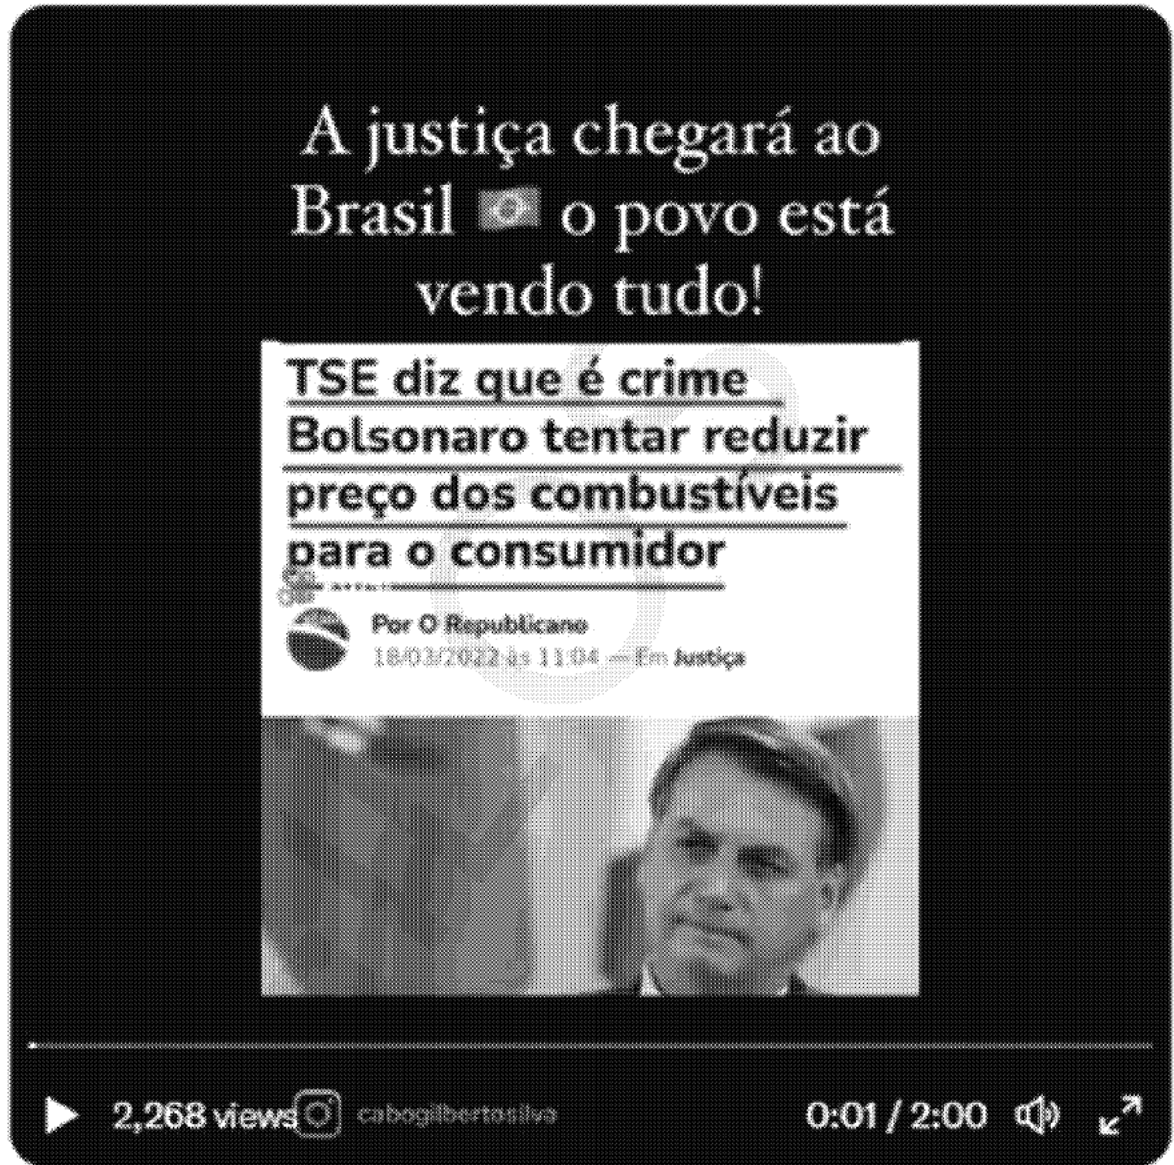 A justiça chegará ao
Brasil 🇧🇷 o povo está
vendo tudo!
TSE diz que é crime
Bolsonaro tentar reduzir
preço dos combustíveis
para o consumidor
Por O Republicano
18/03/2022 às 11:04 — Em Justiça
2,268 views cabogilbertosilva 0:01 / 2:00